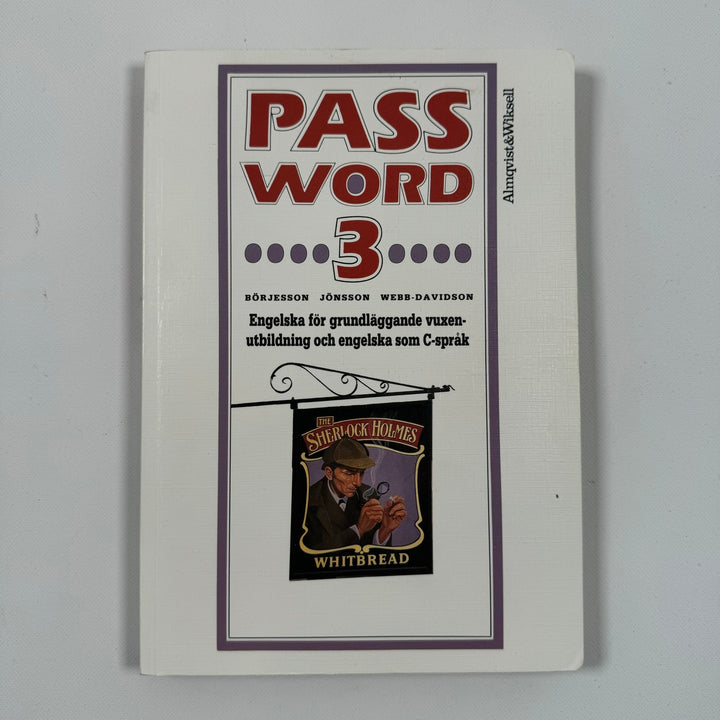 PASS
WORD
3
BÖRJESSON JÖNSSON WEBB-DAVIDSON
Engelska för grundläggande vuxen-
utbildning och engelska som C-språk
THE
SHERLOCK HOLMES
WHITBREAD
Almqvist&Wiksell